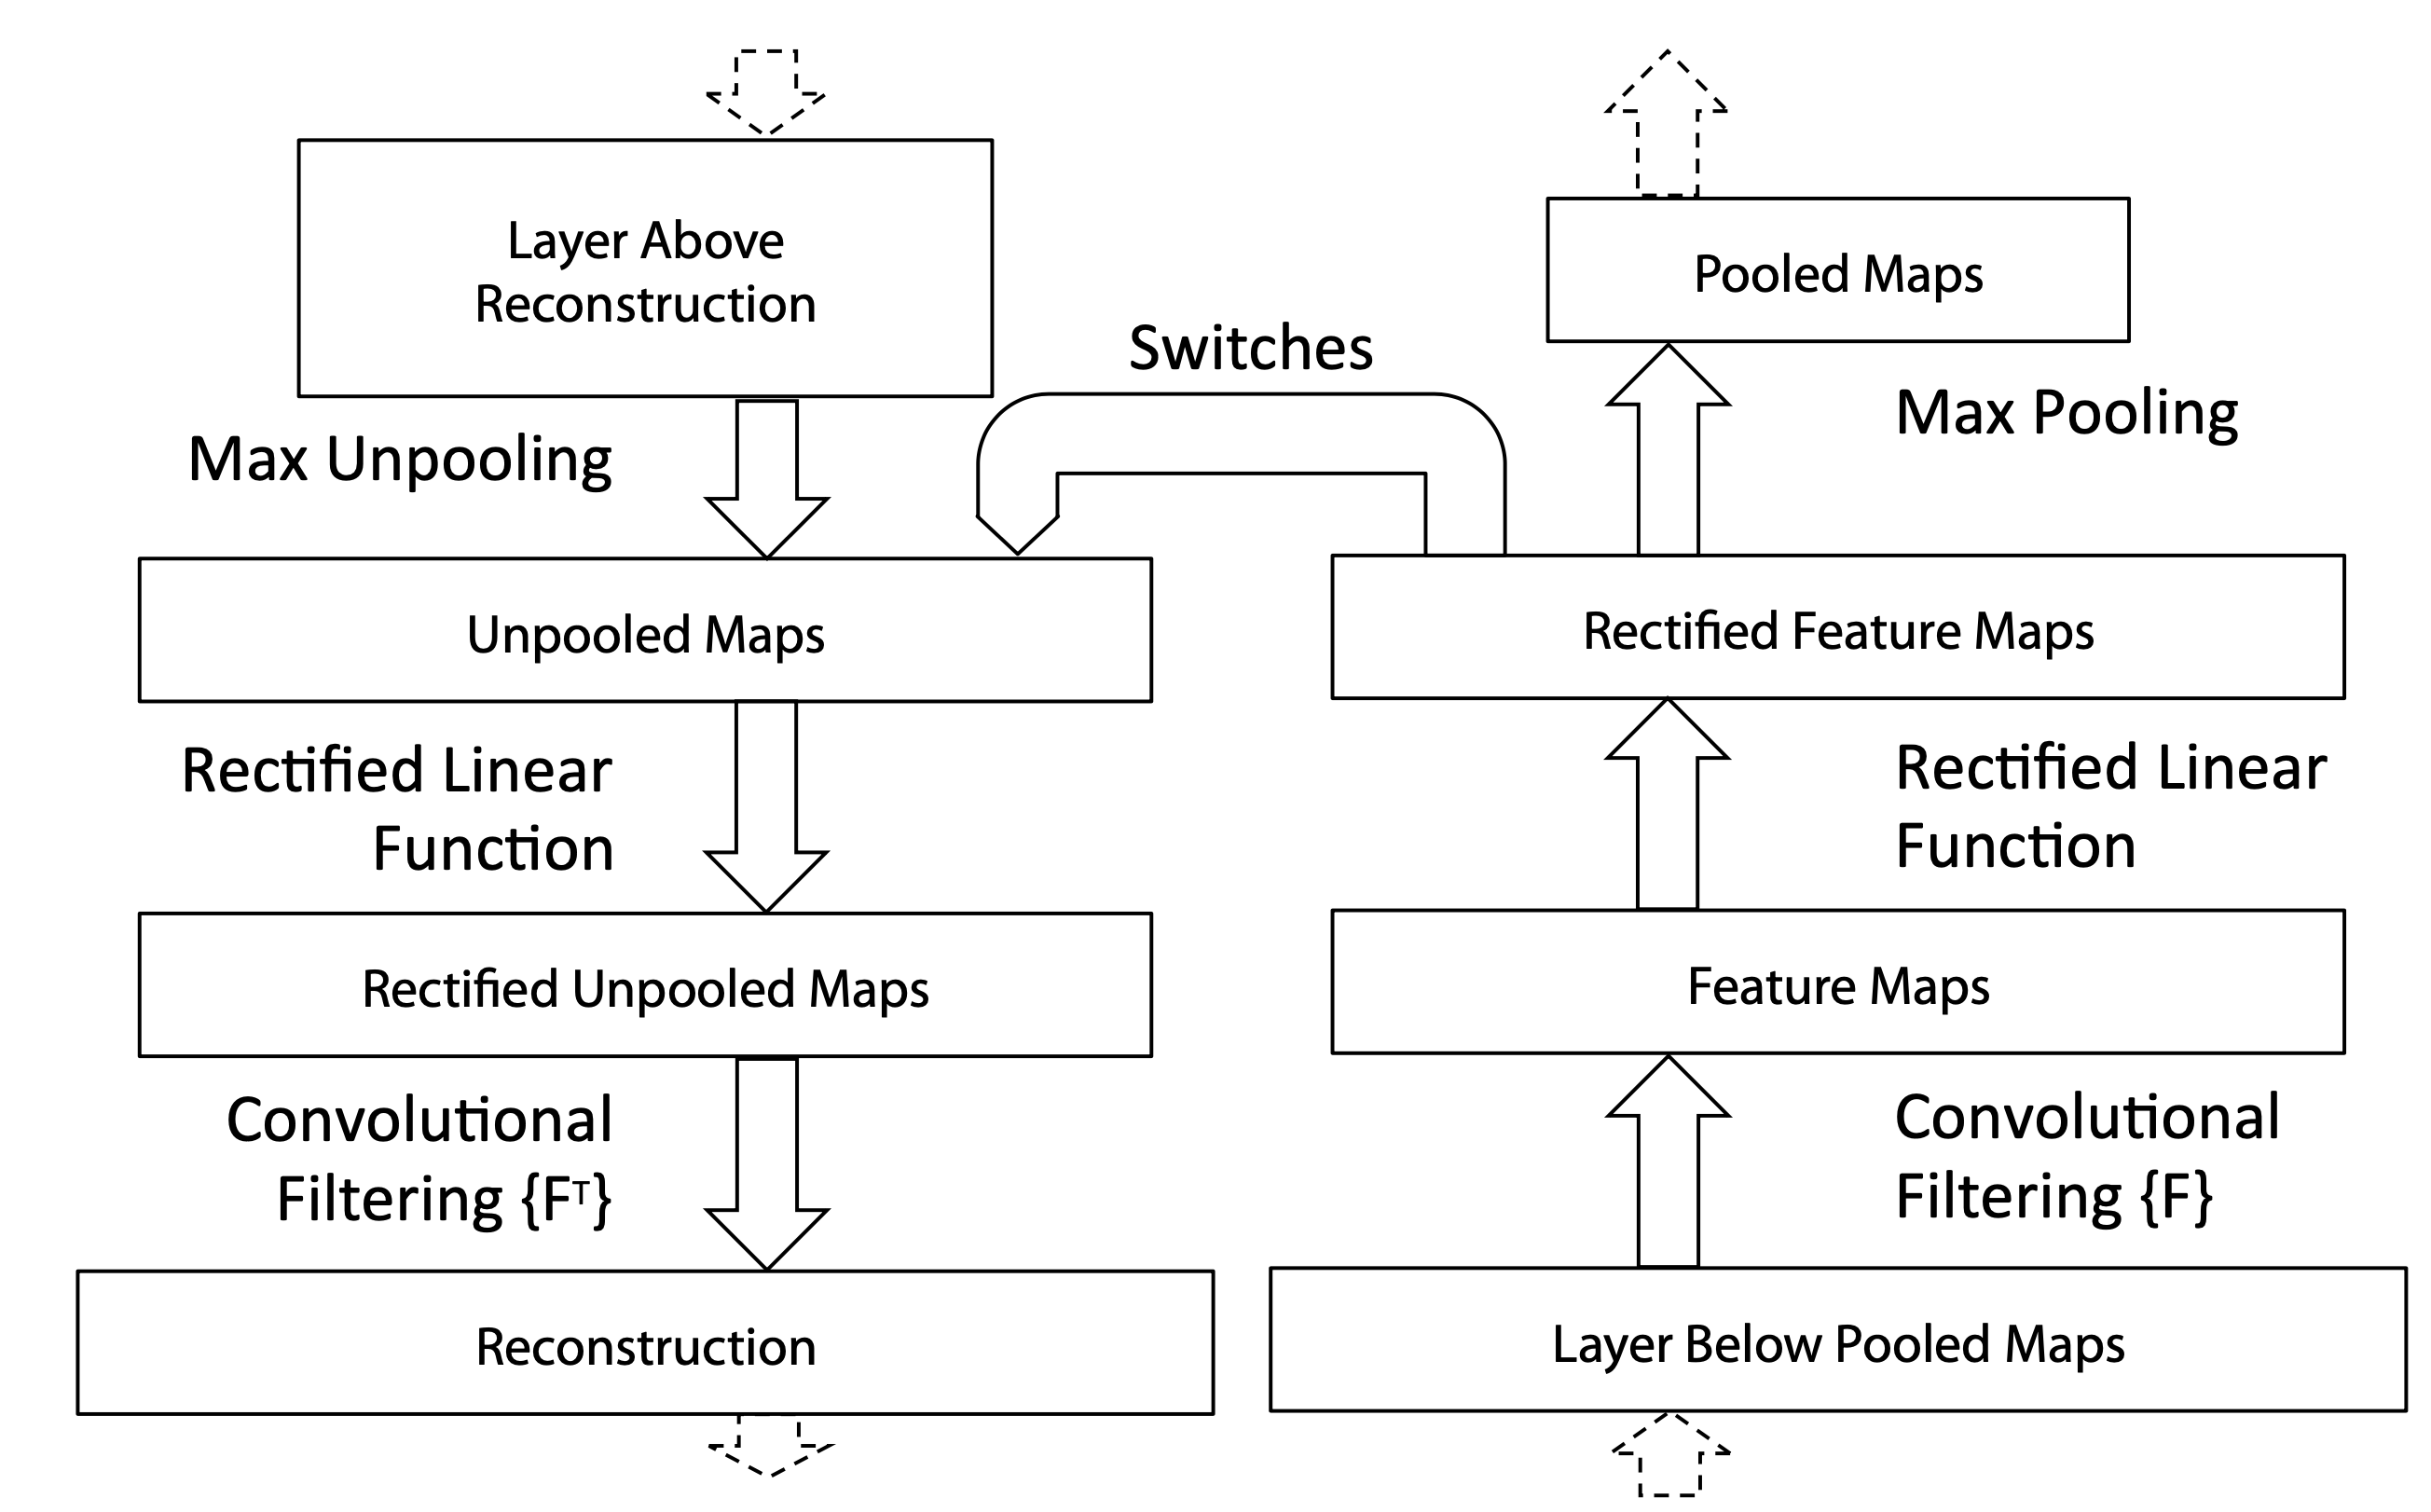 Layer Above
Reconstruction
Max Unpooling
Unpooled Maps
Rectified Linear
Function
Rectified Unpooled Maps
Convolutional
Filtering {Fᵀ}
Reconstruction
Switches
Pooled Maps
Max Pooling
Rectified Feature Maps
Rectified Linear
Function
Feature Maps
Convolutional
Filtering {F}
Layer Below Pooled Maps